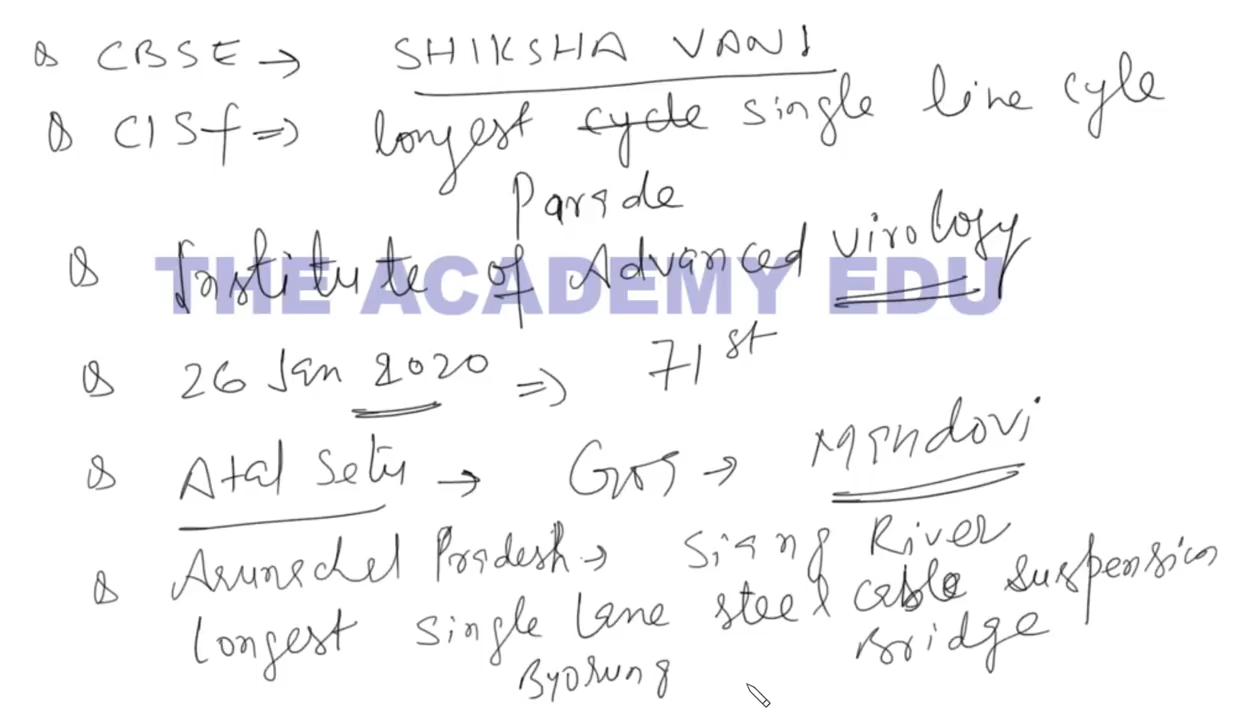 CBSE → SHIKSHA VANI
CISf ⇒ longest cycle single line cyle
Parade
Institute of Advanced virology
THE ACADEMY EDU
26 Jan 2020 ⇒ 71st
Atal Setu → Goa → Mandovi
Arunachal Pradesh → Siang River
longest single lane steel cable suspension
Bridge
Byorung